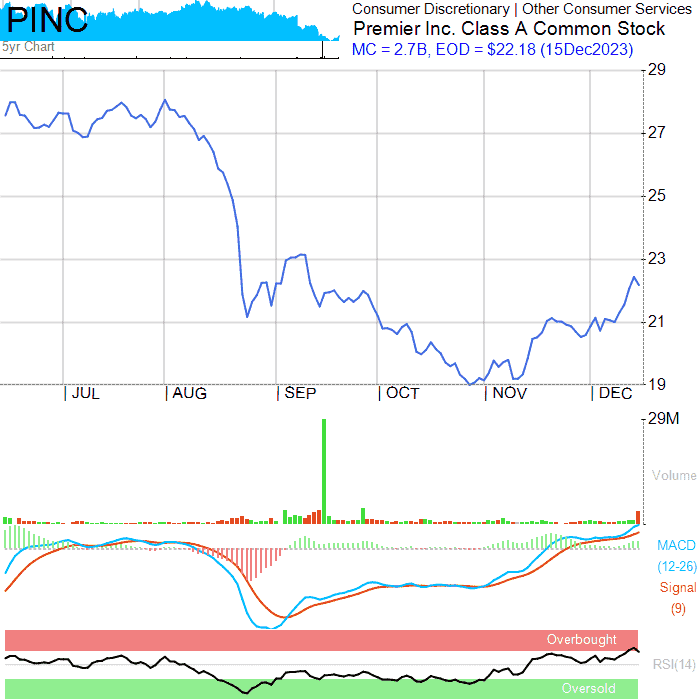 PINC
5yr Chart
Consumer Discretionary | Other Consumer Services
Premier Inc. Class A Common Stock
MC = 2.7B, EOD = $22.18 (15Dec2023)
29
27
25
23
21
19
JUL AUG SEP OCT NOV DEC
29M
Volume
MACD
(12-26)
Signal
(9)
Overbought
RSI(14)
Oversold